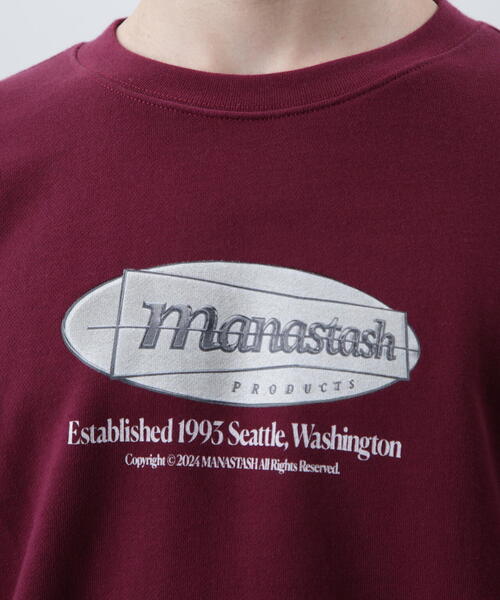 manastash
PRODUCTS
Established 1993 Seattle, Washington
Copyright © 2024 MANASTASH All Rights Reserved.